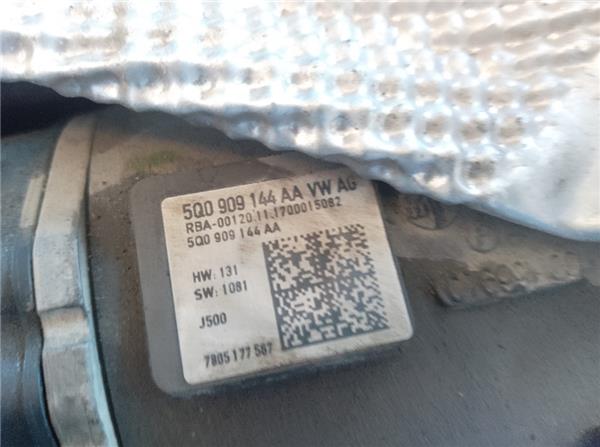 5Q0 909 144 AA VW AG
RBA-00120.11.1700015082
5Q0 909 144 AA
HW: 131
SW: 1081
J500
7805 177 567